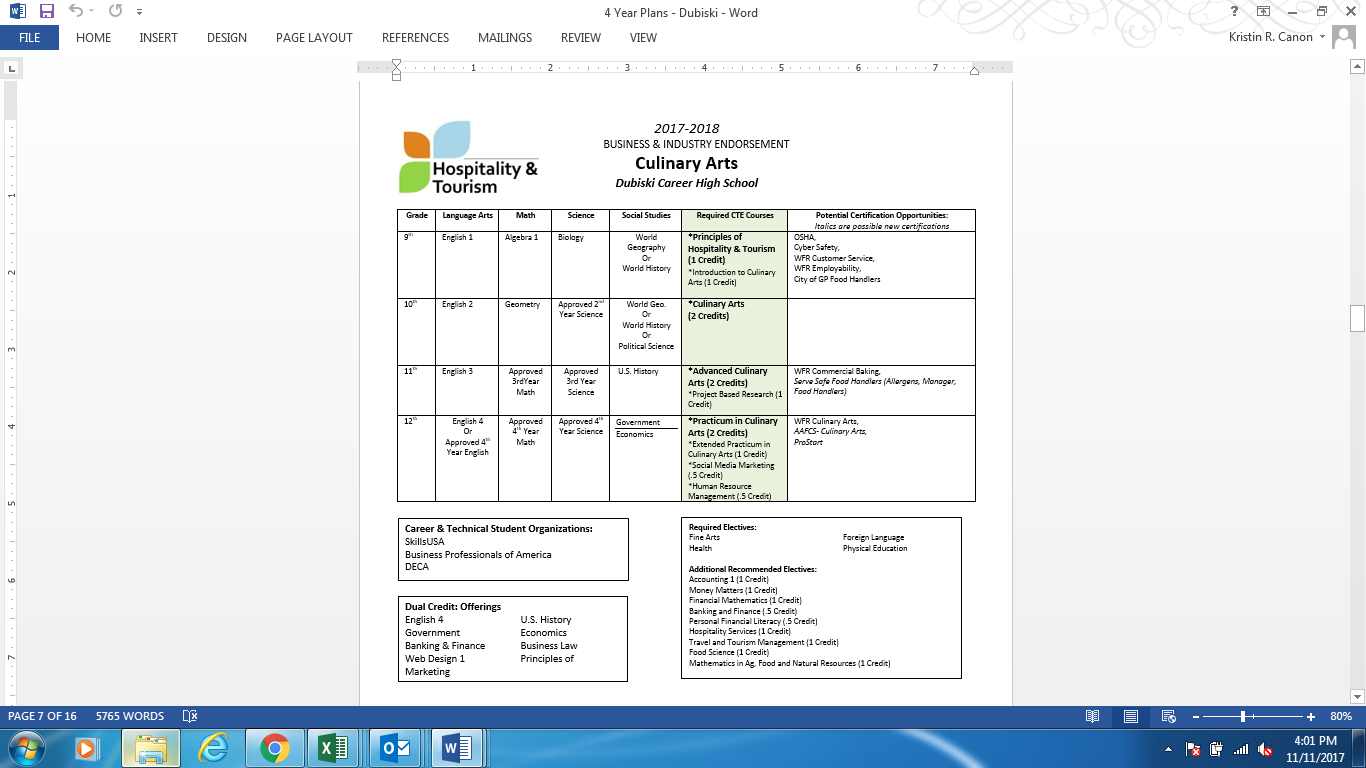 4 Year Plans - Dubiski - Word
?
FILE
HOME
INSERT
DESIGN
PAGE LAYOUT
REFERENCES
MAILINGS
REVIEW
VIEW
Kristin R. Canon
1 2 3 4 5 6 7
Hospitality &
Tourism
2017-2018
BUSINESS & INDUSTRY ENDORSEMENT
Culinary Arts
Dubiski Career High School
Grade Language Arts Math Science Social Studies Required CTE Courses Potential Certification Opportunities:
Italics are possible new certifications
9th
English 1
Algebra 1
Biology
World
Geography
Or
World History
*Principles of
Hospitality & Tourism
(1 Credit)
*Introduction to Culinary
Arts (1 Credit)
OSHA,
Cyber Safety,
WFR Customer Service,
WFR Employability,
City of GP Food Handlers
10th
English 2
Geometry
Approved 2nd
Year Science
World Geo.
Or
World History
Or
Political Science
*Culinary Arts
(2 Credits)
11th
English 3
Approved
3rdYear
Math
Approved
3rd Year
Science
U.S. History
*Advanced Culinary
Arts (2 Credits)
*Project Based Research (1
Credit)
WFR Commercial Baking,
Serve Safe Food Handlers (Allergens, Manager,
Food Handlers)
12th
English 4
Or
Approved 4th
Year English
Approved
4th Year
Math
Approved 4th
Year Science
Government
Economics
*Practicum in Culinary
Arts (2 Credits)
*Extended Practicum in
Culinary Arts (1 Credit)
*Social Media Marketing
(.5 Credit)
*Human Resource
Management (.5 Credit)
WFR Culinary Arts,
AAFCS- Culinary Arts,
ProStart
Career & Technical Student Organizations:
SkillsUSA
Business Professionals of America
DECA
Dual Credit: Offerings
English 4 U.S. History
Government Economics
Banking & Finance Business Law
Web Design 1 Principles of
Marketing
Required Electives:
Fine Arts Foreign Language
Health Physical Education
Additional Recommended Electives:
Accounting 1 (1 Credit)
Money Matters (1 Credit)
Financial Mathematics (1 Credit)
Banking and Finance (.5 Credit)
Personal Financial Literacy (.5 Credit)
Hospitality Services (1 Credit)
Travel and Tourism Management (1 Credit)
Food Science (1 Credit)
Mathematics in Ag, Food and Natural Resources (1 Credit)
1
2
3
4
5
6
7
PAGE 7 OF 16 5765 WORDS 80%
4:01 PM
11/11/2017